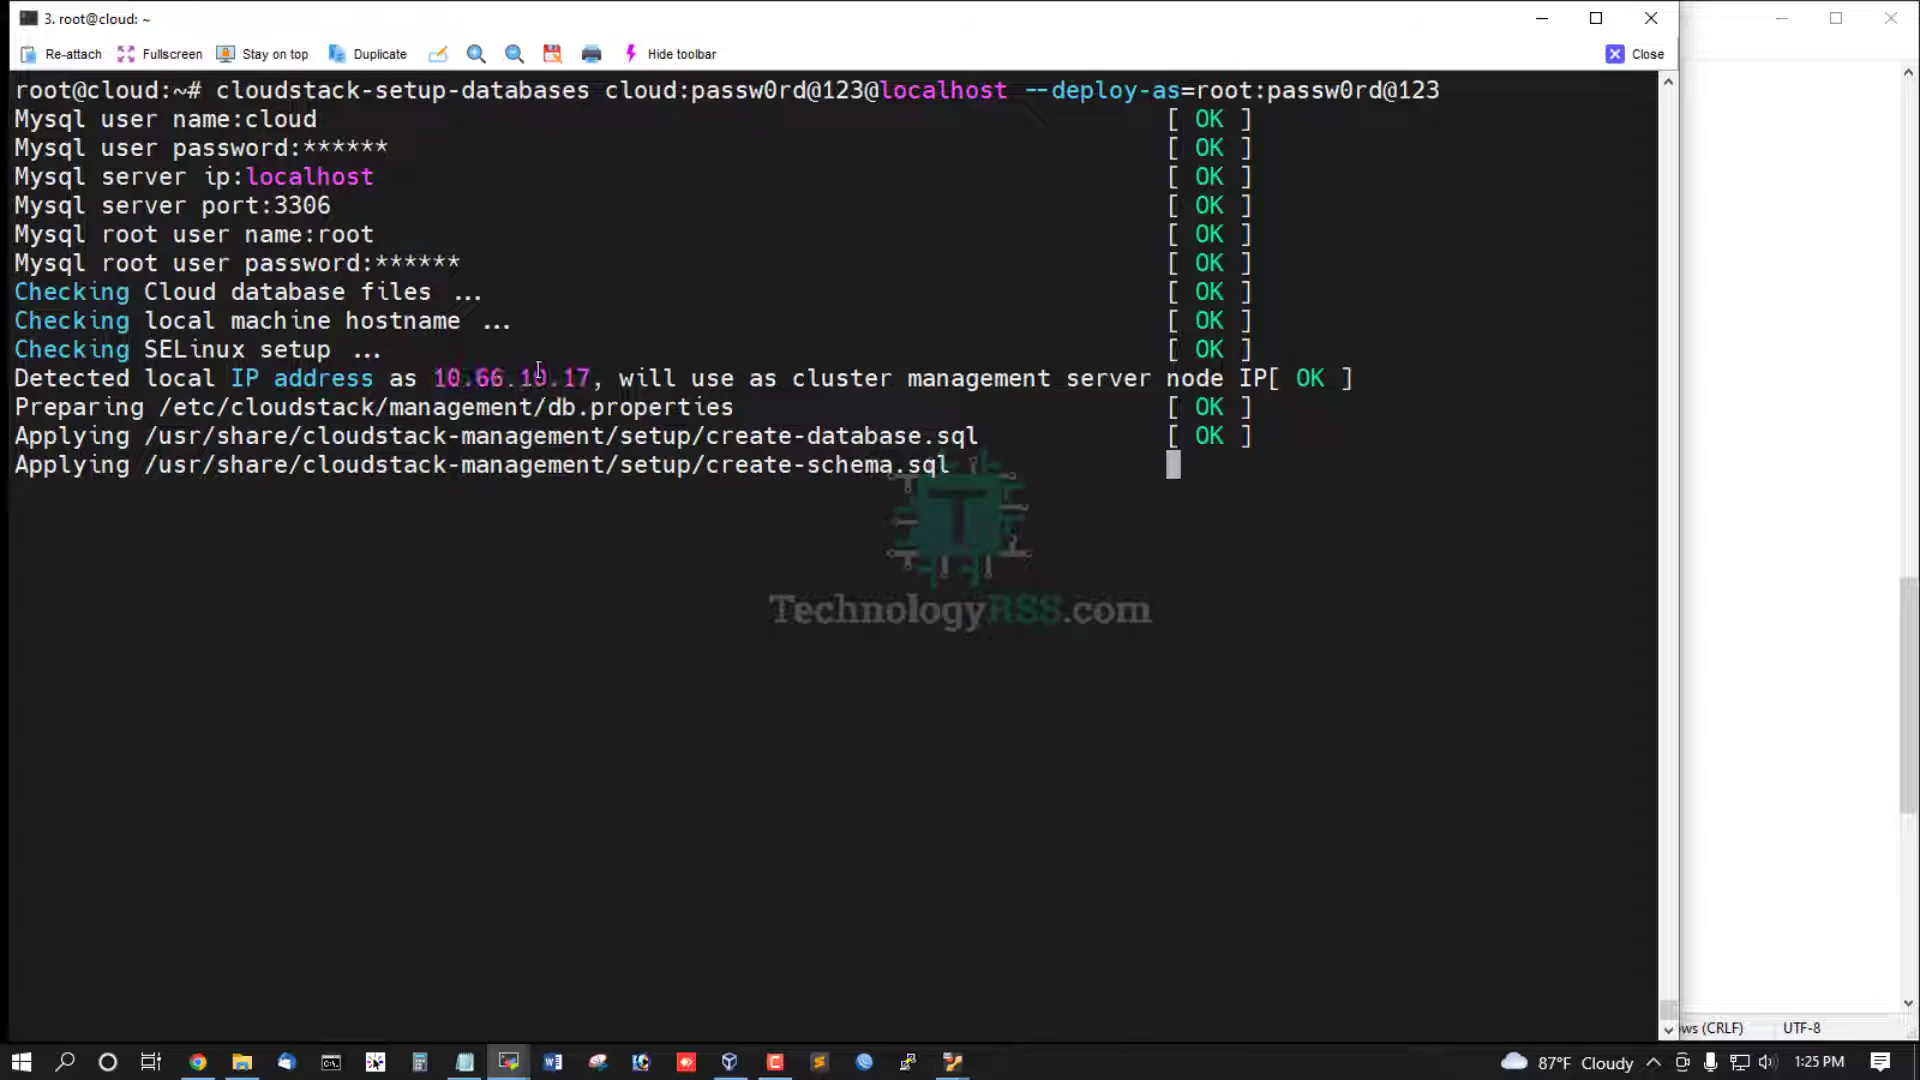 3. root@cloud: ~
Re-attach Fullscreen Stay on top Duplicate Hide toolbar Close
root@cloud:~# cloudstack-setup-databases cloud:passw0rd@123@localhost --deploy-as=root:passw0rd@123
Mysql user name:cloud [ OK ]
Mysql user password:****** [ OK ]
Mysql server ip:localhost [ OK ]
Mysql server port:3306 [ OK ]
Mysql root user name:root [ OK ]
Mysql root user password:****** [ OK ]
Checking Cloud database files ... [ OK ]
Checking local machine hostname ... [ OK ]
Checking SELinux setup ... [ OK ]
Detected local IP address as 10.66.10.17, will use as cluster management server node IP[ OK ]
Preparing /etc/cloudstack/management/db.properties [ OK ]
Applying /usr/share/cloudstack-management/setup/create-database.sql [ OK ]
Applying /usr/share/cloudstack-management/setup/create-schema.sql
T
TechnologyRSS.com
ws (CRLF) UTF-8
87°F Cloudy 1:25 PM